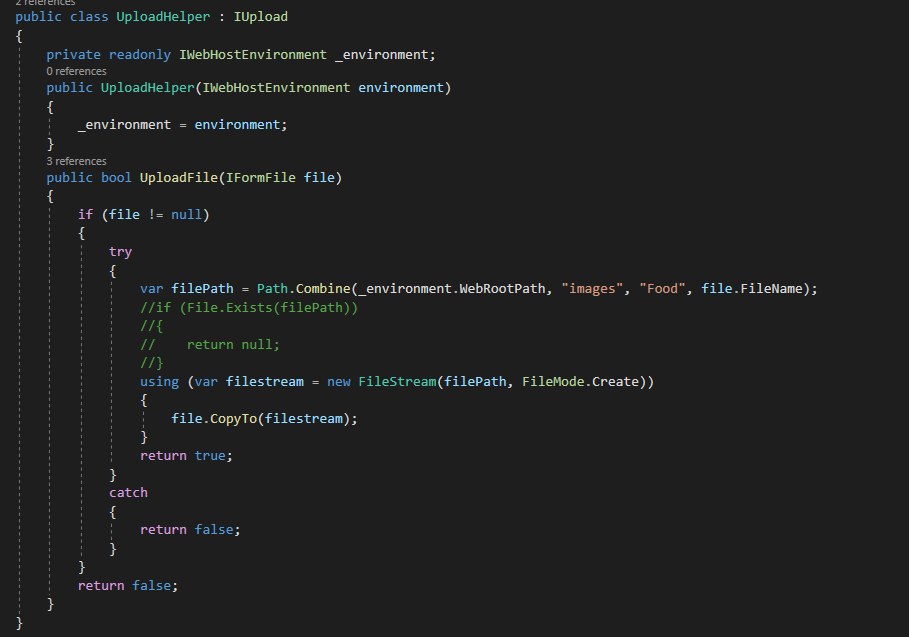 2 references
public class UploadHelper : IUpload
{
private readonly IWebHostEnvironment _environment;
0 references
public UploadHelper(IWebHostEnvironment environment)
{
_environment = environment;
}
3 references
public bool UploadFile(IFormFile file)
{
if (file != null)
{
try
{
var filePath = Path.Combine(_environment.WebRootPath, "images", "Food", file.FileName);
//if (File.Exists(filePath))
//{
//    return null;
//}
using (var filestream = new FileStream(filePath, FileMode.Create))
{
file.CopyTo(filestream);
}
return true;
}
catch
{
return false;
}
}
return false;
}
}